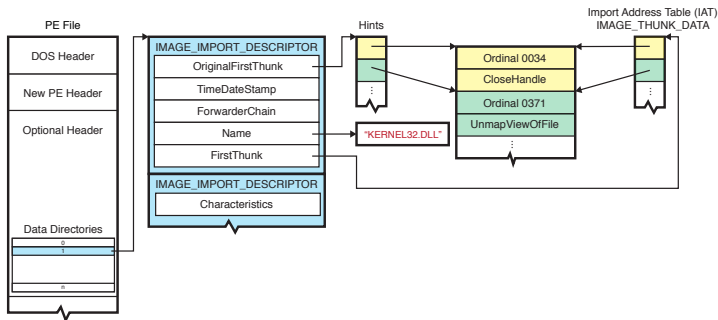 PE File
DOS Header
New PE Header
Optional Header
Data Directories
0
1
n
IMAGE_IMPORT_DESCRIPTOR
OriginalFirstThunk
TimeDateStamp
ForwarderChain
Name
FirstThunk
IMAGE_IMPORT_DESCRIPTOR
Characteristics
Hints
...
"KERNEL32.DLL"
Ordinal 0034
CloseHandle
Ordinal 0371
UnmapViewOfFile
...
Import Address Table (IAT)
IMAGE_THUNK_DATA
...